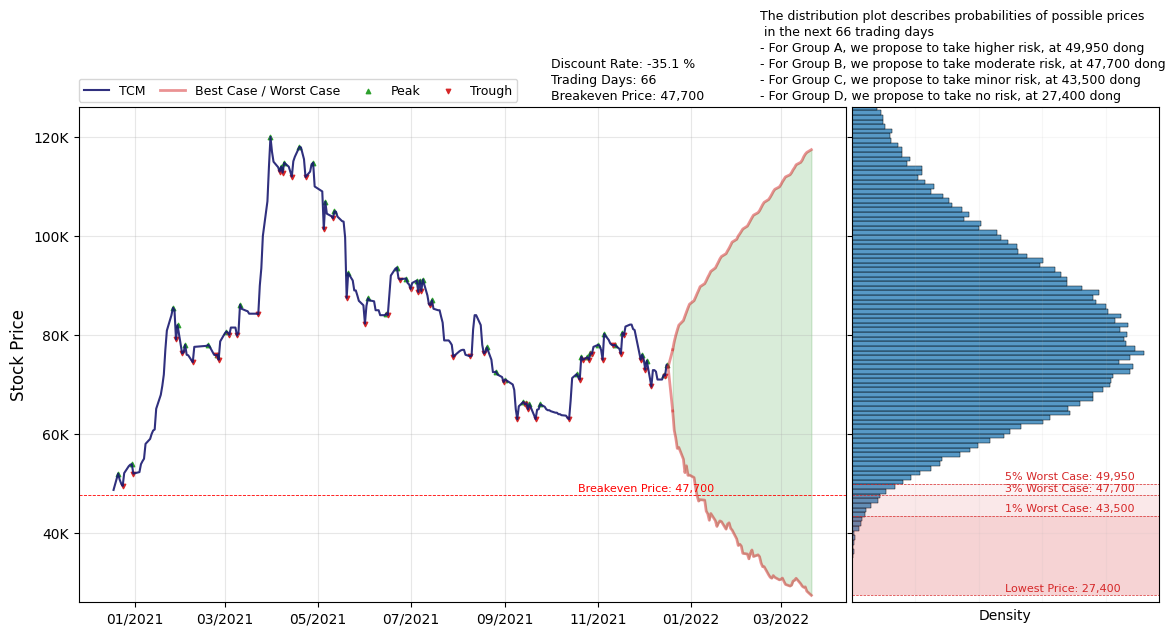 The distribution plot describes probabilities of possible prices
in the next 66 trading days
- For Group A, we propose to take higher risk, at 49,950 dong
- For Group B, we propose to take moderate risk, at 47,700 dong
- For Group C, we propose to take minor risk, at 43,500 dong
- For Group D, we propose to take no risk, at 27,400 dong
Discount Rate: -35.1 %
Trading Days: 66
Breakeven Price: 47,700
TCM Best Case / Worst Case Peak Trough
Stock Price
120K
100K
80K
60K
40K
Breakeven Price: 47,700
01/2021 03/2021 05/2021 07/2021 09/2021 11/2021 01/2022 03/2022
5% Worst Case: 49,950
3% Worst Case: 47,700
1% Worst Case: 43,500
Lowest Price: 27,400
Density